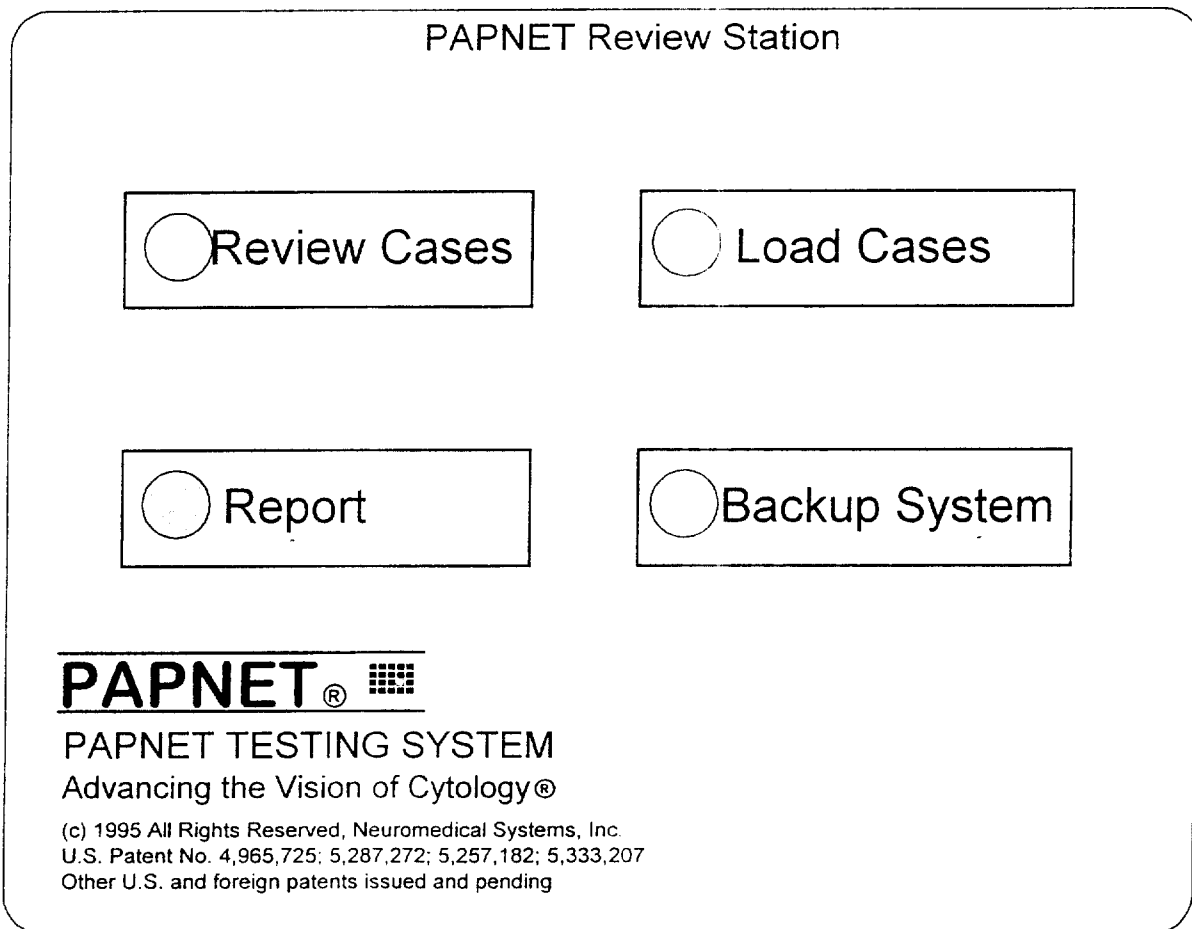 PAPNET Review Station
Review Cases
Load Cases
Report
Backup System
PAPNET®
PAPNET TESTING SYSTEM
Advancing the Vision of Cytology®
(c) 1995 All Rights Reserved, Neuromedical Systems, Inc.
U.S. Patent No. 4,965,725; 5,287,272; 5,257,182; 5,333,207
Other U.S. and foreign patents issued and pending